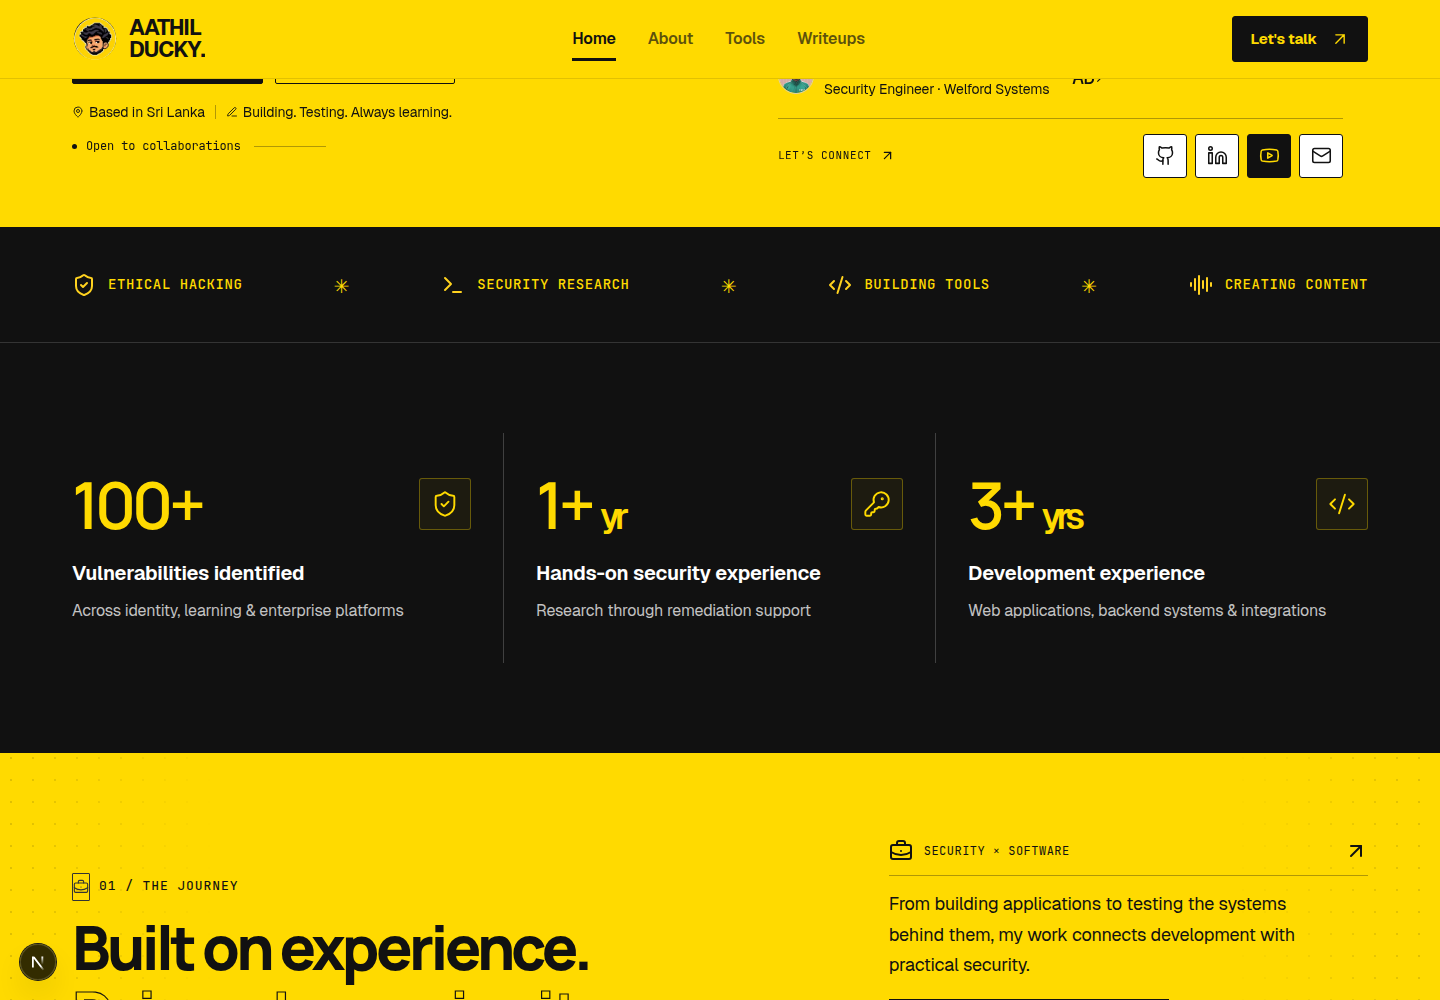 AATHIL
DUCKY.
Home
About
Tools
Writeups
Let's talk
Security Engineer · Welford Systems
Based in Sri Lanka
Building. Testing. Always learning.
Open to collaborations
LET'S CONNECT
ETHICAL HACKING
SECURITY RESEARCH
BUILDING TOOLS
CREATING CONTENT
100+
1+ yr
3+ yrs
Vulnerabilities identified
Hands-on security experience
Development experience
Across identity, learning & enterprise platforms
Research through remediation support
Web applications, backend systems & integrations
SECURITY × SOFTWARE
01 / THE JOURNEY
From building applications to testing the systems
behind them, my work connects development with
practical security.
Built on experience.
N